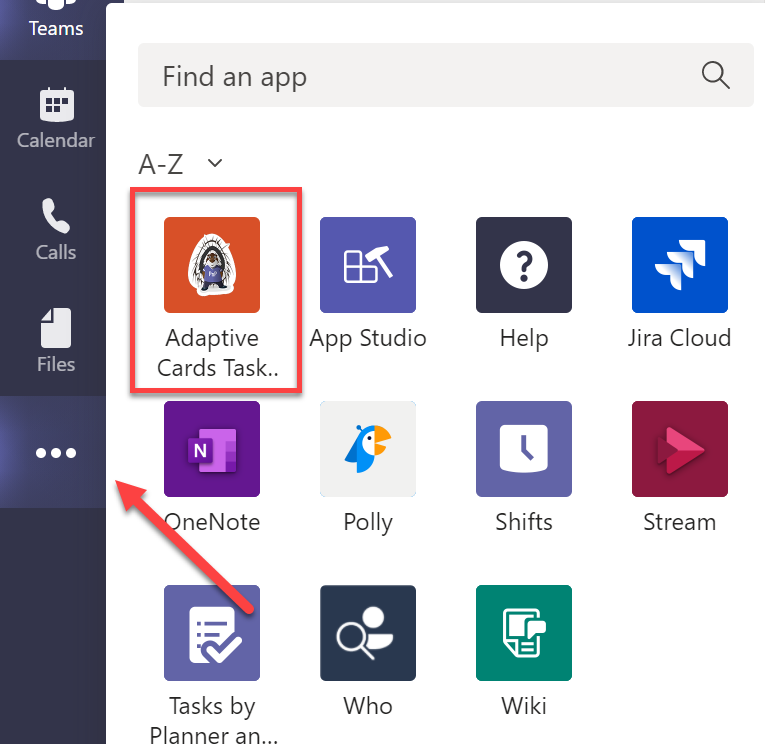 Teams
Calendar
Calls
Files
Find an app
A-Z
Adaptive
Cards Task..
App Studio
Help
Jira Cloud
N
OneNote
Polly
Shifts
Stream
Tasks by
Planner an...
Who
Wiki